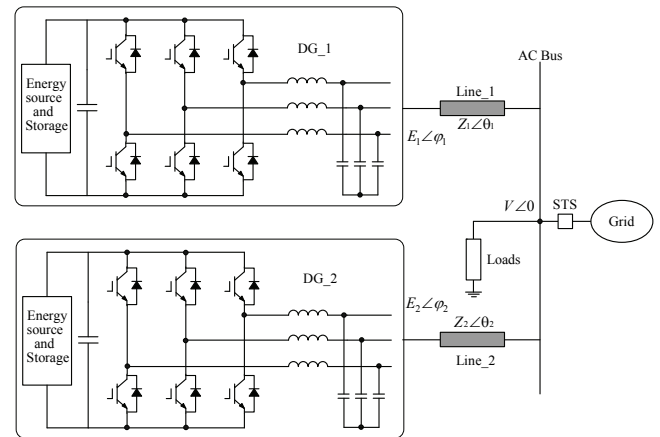 DG_1
Energy
source
and
Storage
Line_1
Z₁∠θ₁
E₁∠φ₁
AC Bus
V∠0
STS
Grid
Loads
DG_2
Energy
source
and
Storage
E₂∠φ₂
Z₂∠θ₂
Line_2